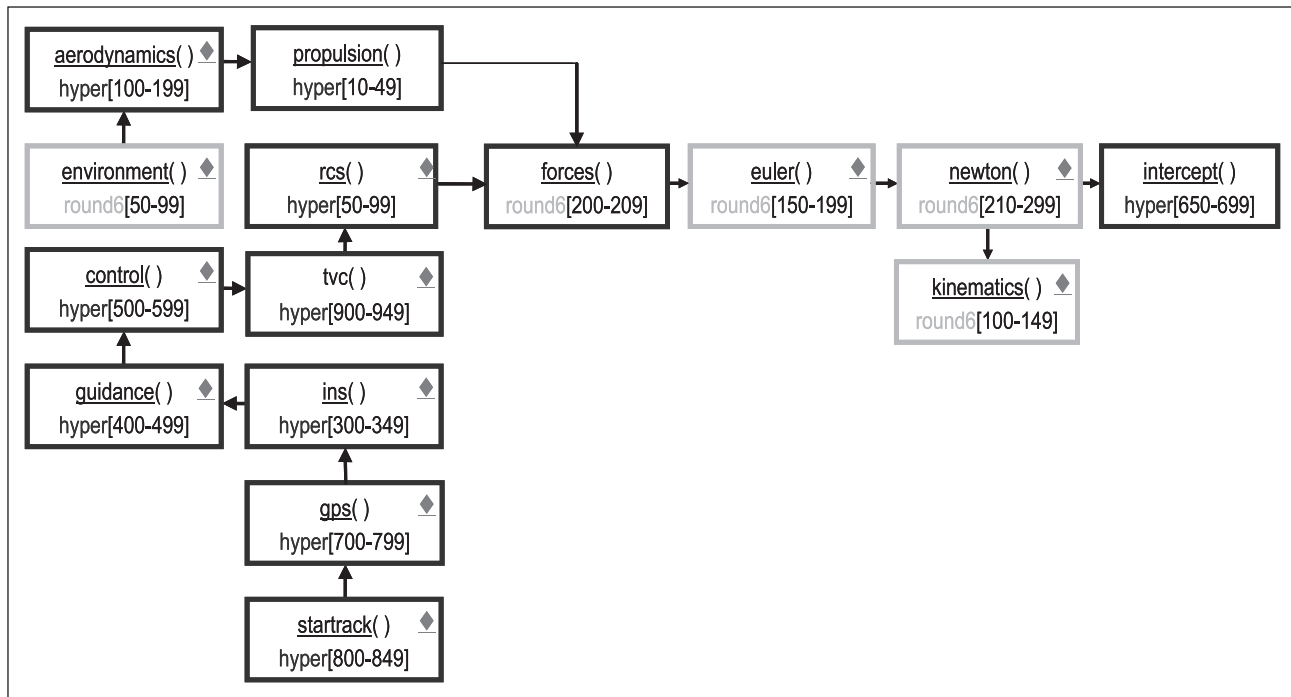 aerodynamics( )
hyper[100-199]
propulsion( )
hyper[10-49]
environment( )
round6[50-99]
rcs( )
hyper[50-99]
forces( )
round6[200-209]
euler( )
round6[150-199]
newton( )
round6[210-299]
intercept( )
hyper[650-699]
control( )
hyper[500-599]
tvc( )
hyper[900-949]
kinematics( )
round6[100-149]
guidance( )
hyper[400-499]
ins( )
hyper[300-349]
gps( )
hyper[700-799]
startrack( )
hyper[800-849]